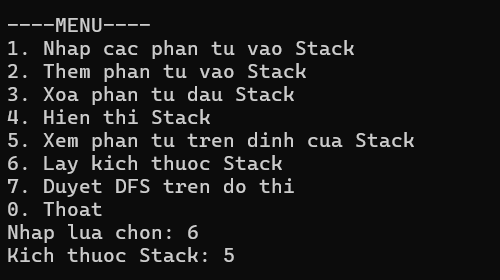 ----MENU----
1. Nhap cac phan tu vao Stack
2. Them phan tu vao Stack
3. Xoa phan tu dau Stack
4. Hien thi Stack
5. Xem phan tu tren dinh cua Stack
6. Lay kich thuoc Stack
7. Duyet DFS tren do thi
0. Thoat
Nhap lua chon: 6
Kich thuoc Stack: 5